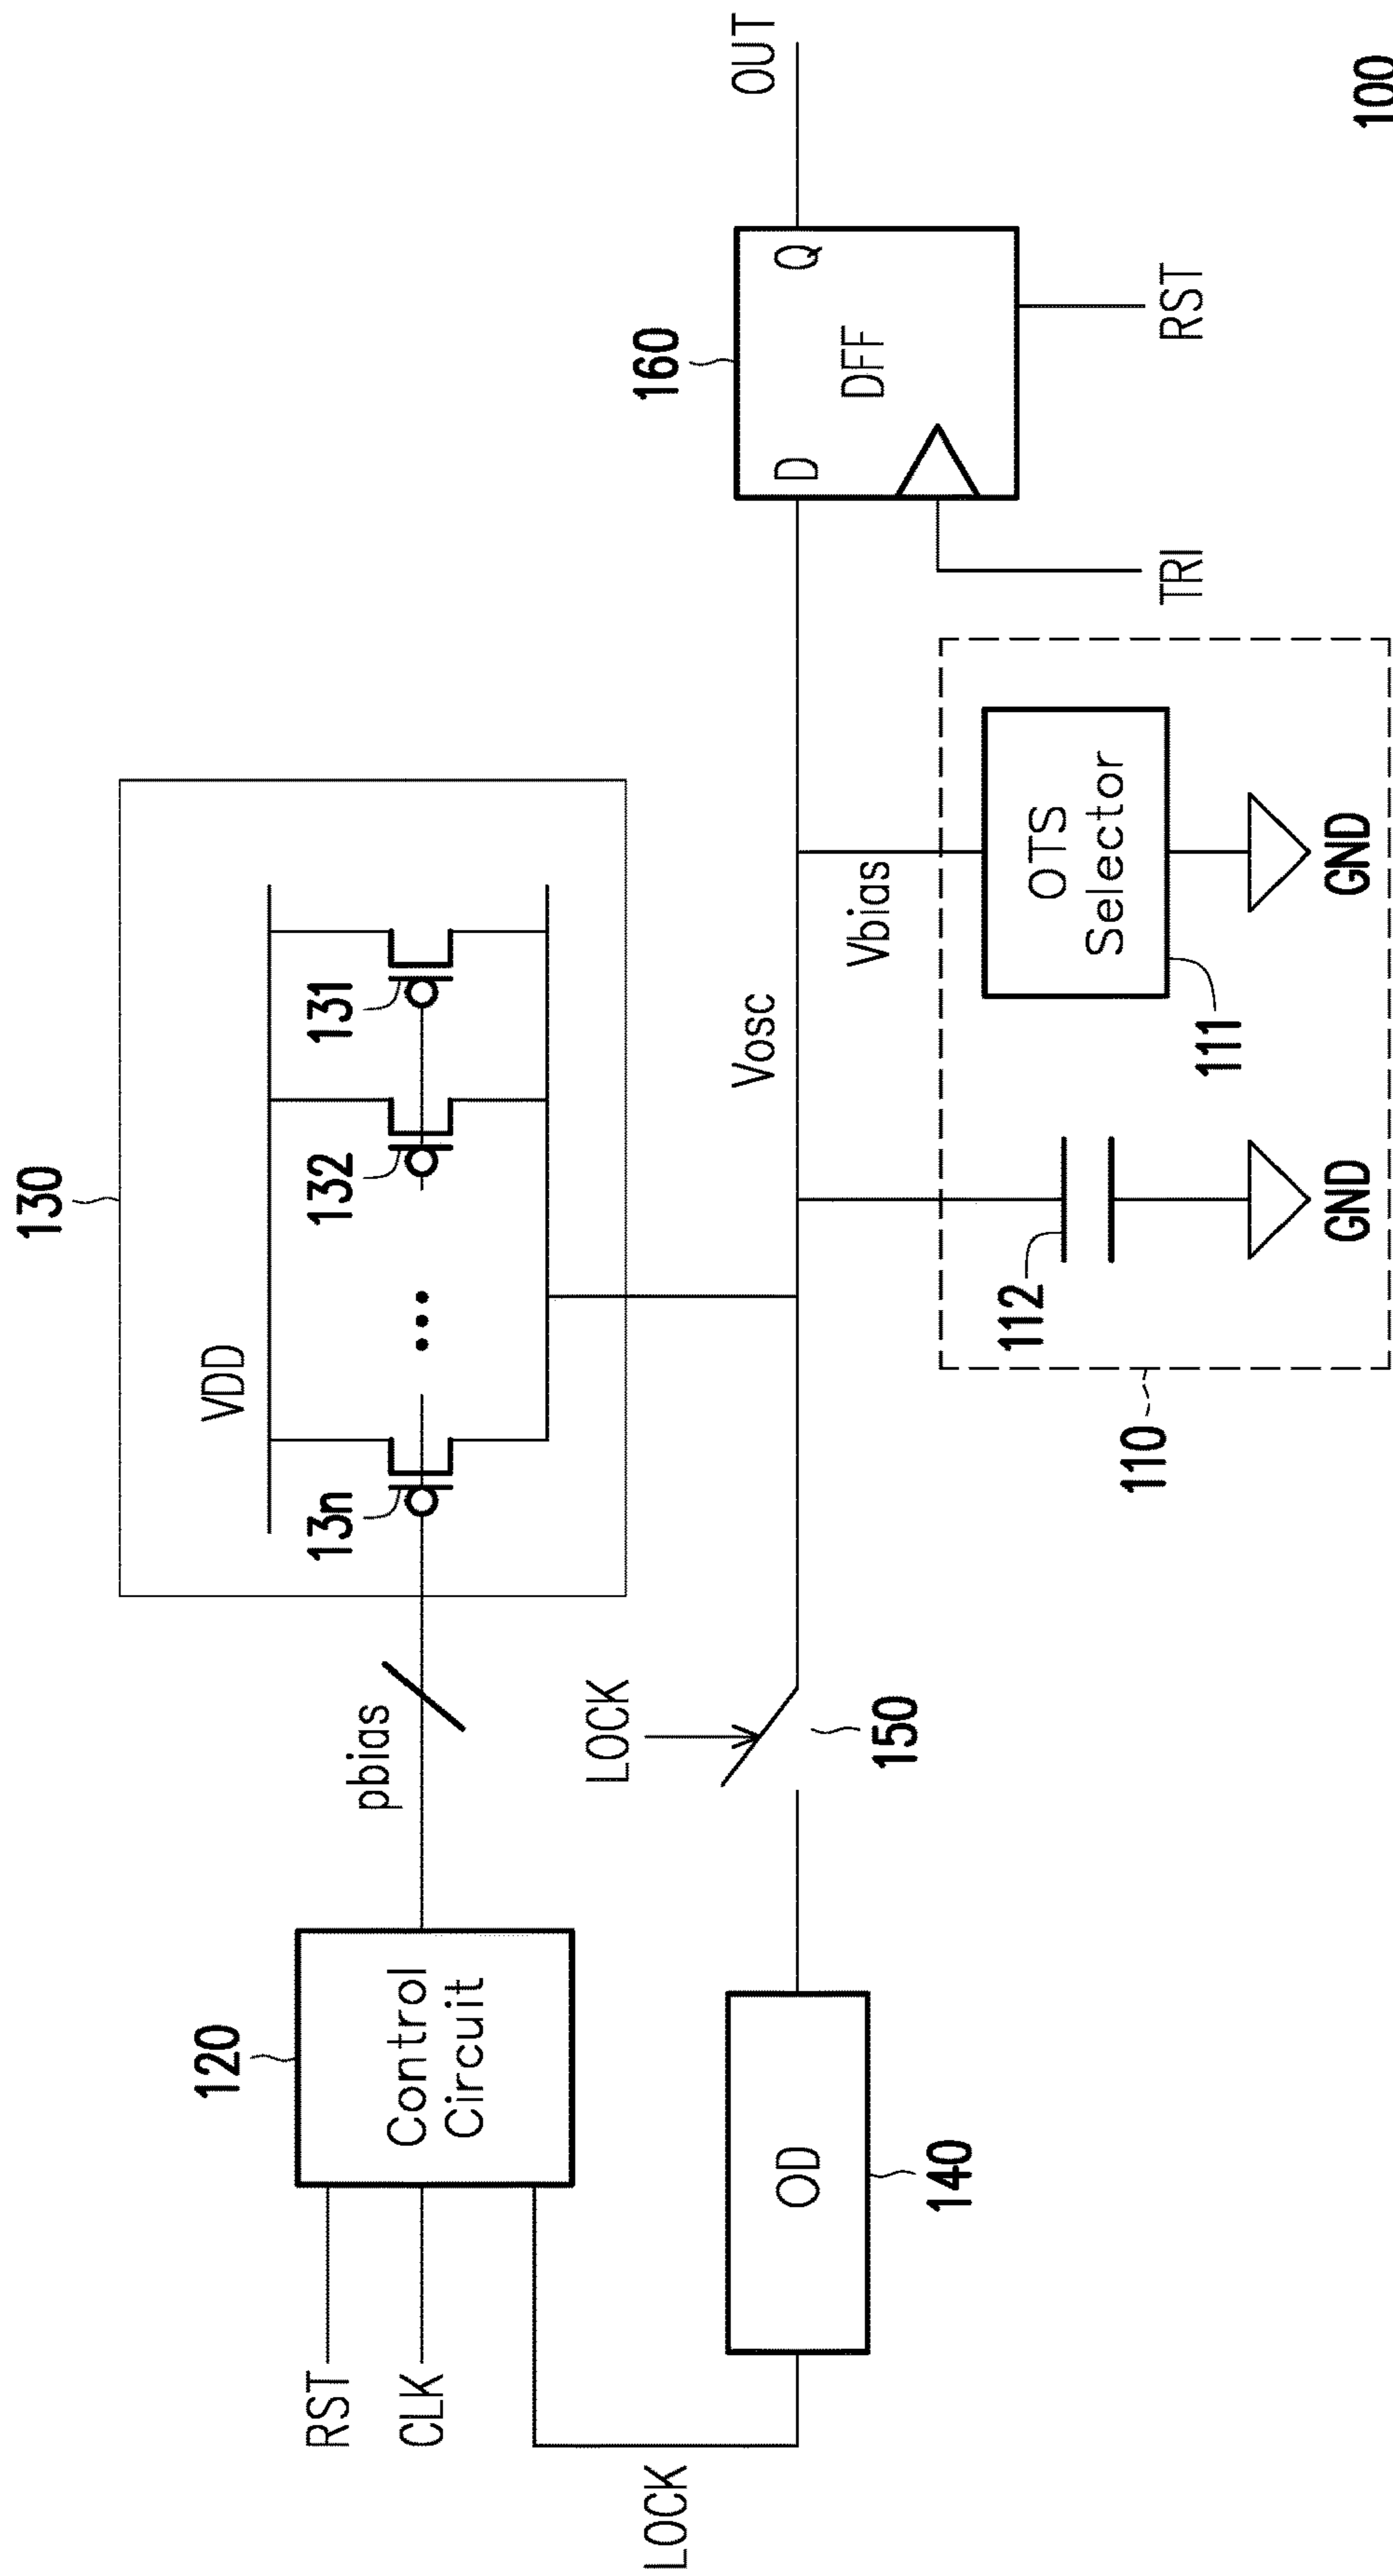 130
VDD
13n
132
131
120
pbias
RST
CLK
Control
Circuit
LOCK
LOCK
150
OD
140
Vosc
Vbias
160
D
Q
DFF
OUT
TRI
RST
110
112
111
OTS
Selector
GND
GND
100